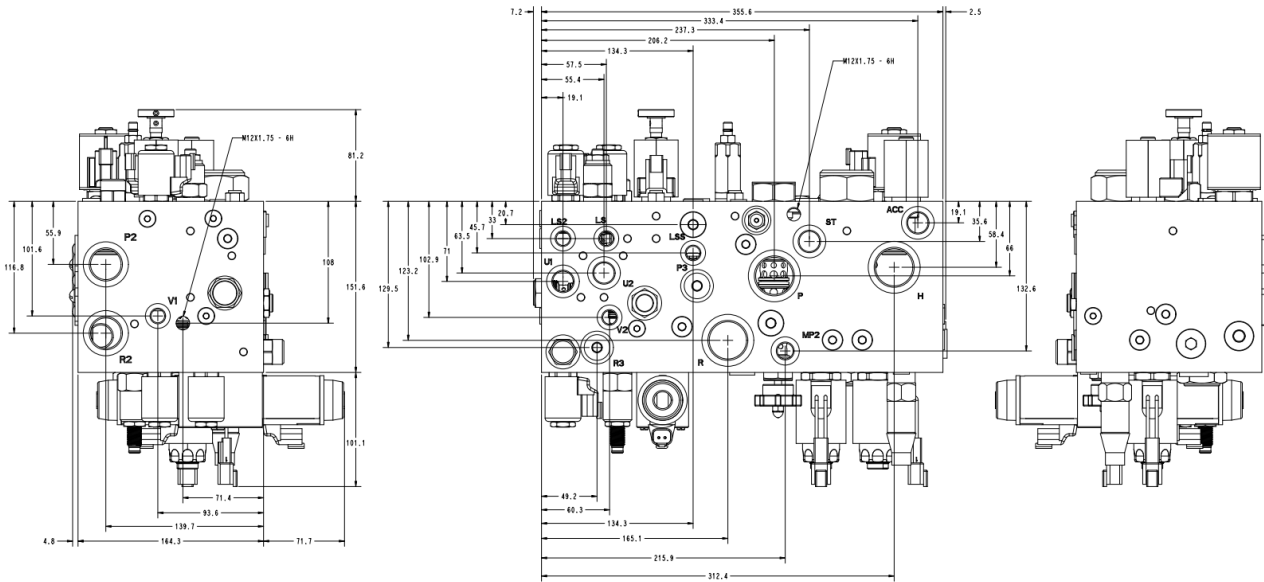 7.2
355.6
2.5
333.4
237.3
206.2
134.3
57.5
55.4
19.1
M12X1.75 - 6H
M12X1.75 - 6H
81.2
151.6
101.1
116.8
101.6
55.9
108
P2
V1
R2
71.4
93.6
139.7
4.8
164.3
71.7
129.5
123.2
102.9
71
63.5
45.7
33
20.7
LS2
LS
LSS
ST
ACC
U1
U2
P3
P
H
V2
MP2
R3
R
19.1
35.6
58.4
66
132.6
49.2
60.3
134.3
165.1
215.9
312.4